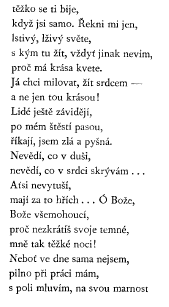 těžko se ti bije,
když jsi samo. Řekni mi jen,
lstivý, lživý světe,
s kým tu žít, vždyť jinak nevím,
proč má krása kvete.
Já chci milovat, žít srdcem —
a ne jen tou krásou!
Lidé ještě závidějí,
po mém štěstí pasou,
říkají, jsem zlá a pyšná.
Nevědí, co v duši,
nevědí, co v srdci skrývám . . .
Ať si nevytuší,
mají za to hřích . . . Ó Bože,
Bože všemohoucí,
proč nezkrátíš svoje temné,
mně tak těžké noci!
Neboť ve dne sama nejsem,
pilno při práci mám,
s poli mluvím, na svou marnost